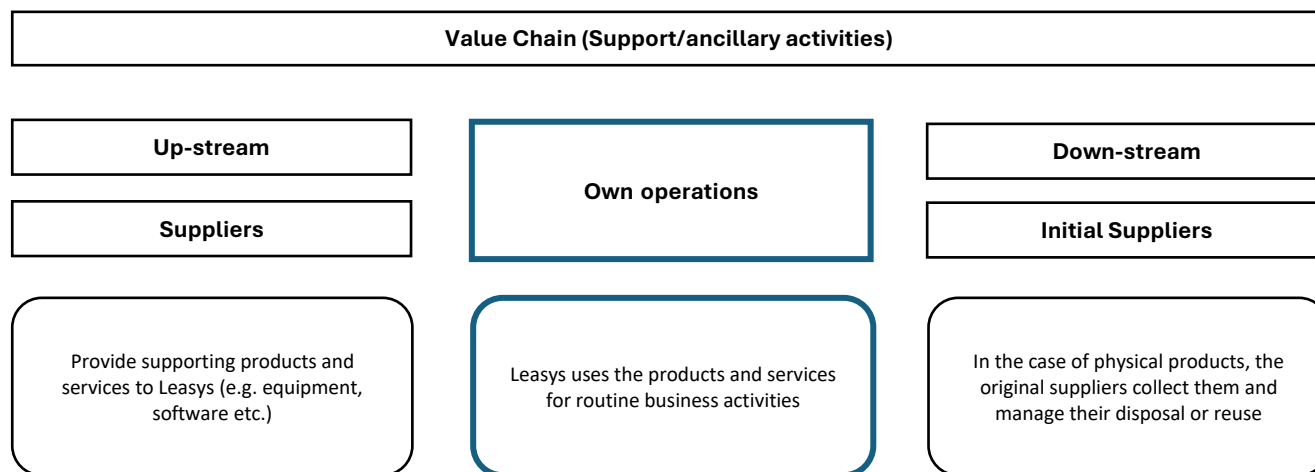 Value Chain (Support/ancillary activities)
Up-stream
Suppliers
Provide supporting products and
services to Leasys (e.g. equipment,
software etc.)
Own operations
Leasys uses the products and services
for routine business activities
Down-stream
Initial Suppliers
In the case of physical products, the
original suppliers collect them and
manage their disposal or reuse